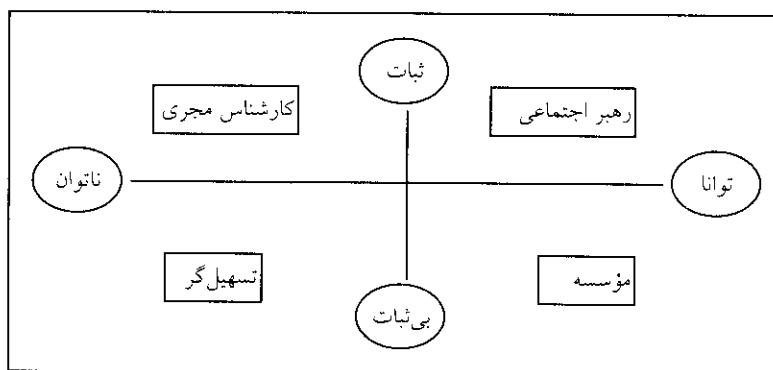 ثبات
رهبر اجتماعی
کارشناس مجری
توانا
ناتوان
مؤسسه
تسهیل‌گر
بی‌ثبات